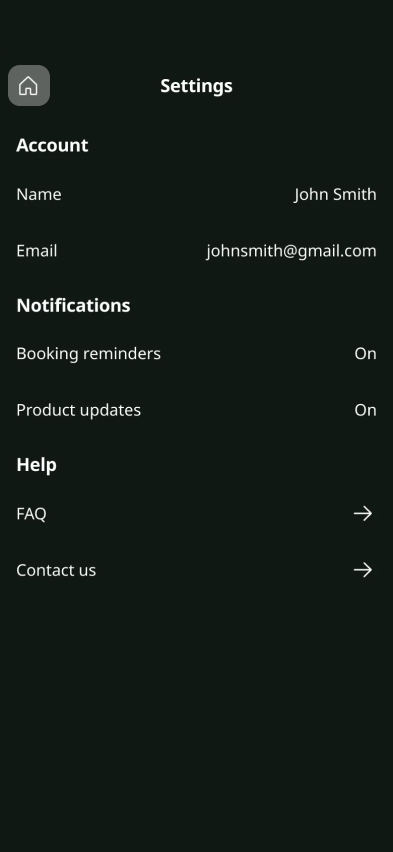 Settings
Account
Name John Smith
Email johnsmith@gmail.com
Notifications
Booking reminders On
Product updates On
Help
FAQ
Contact us